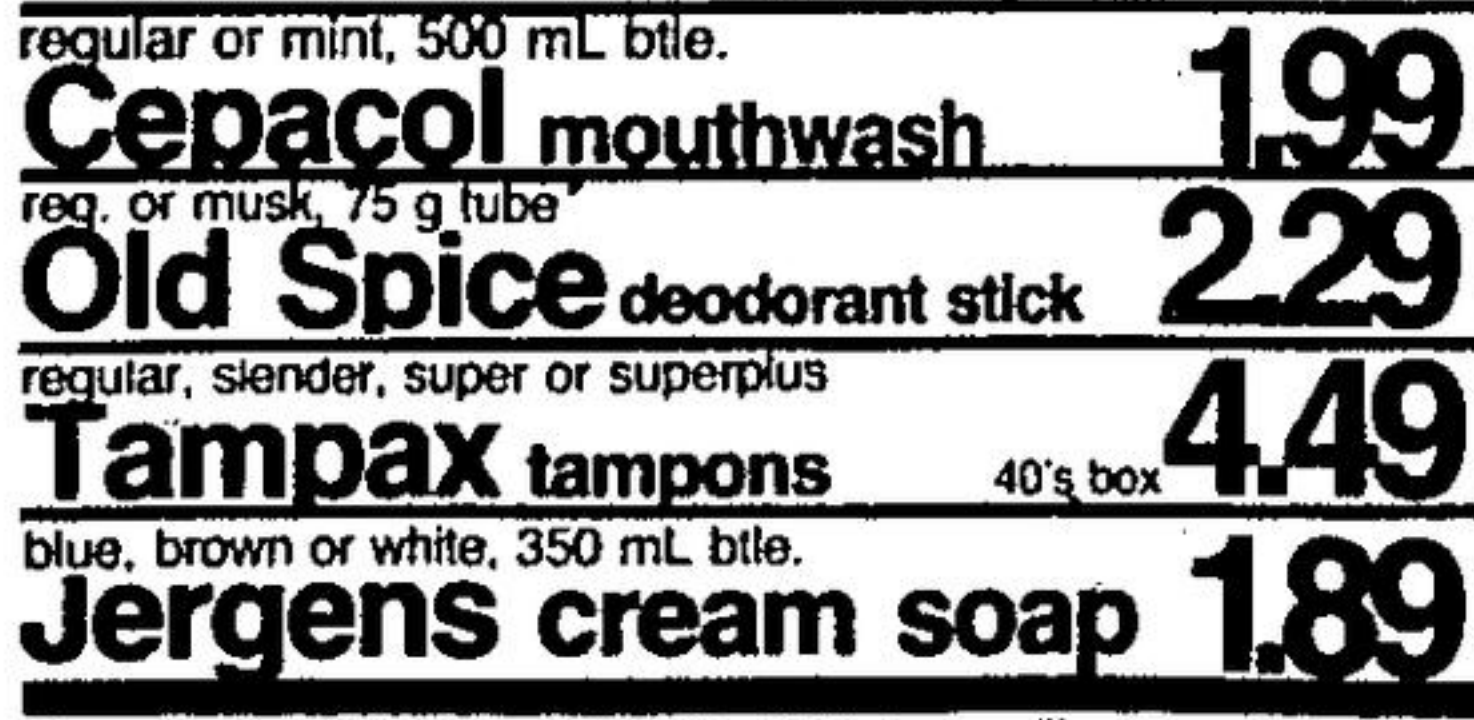 regular or mint, 500 mL btle.
Cepacol mouthwash 1.99
reg. or musk, 75 g tube
Old Spice deodorant stick 2.29
regular, slender, super or superplus
Tampax tampons 40's box 4.49
blue, brown or white, 350 mL btle.
Jergens cream soap 1.89